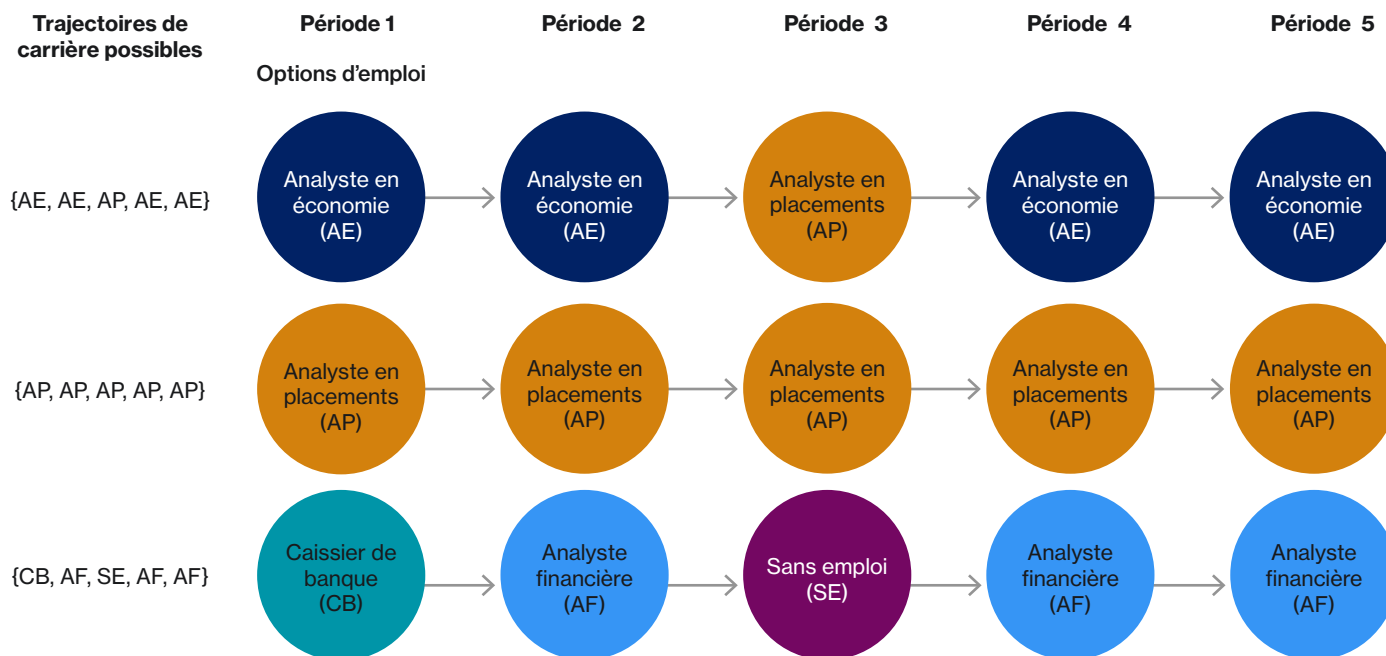 Trajectoires de
carrière possibles
Période 1
Période 2
Période 3
Période 4
Période 5
Options d'emploi
{AE, AE, AP, AE, AE}
Analyste en
économie
(AE)
Analyste en
économie
(AE)
Analyste en
placements
(AP)
Analyste en
économie
(AE)
Analyste en
économie
(AE)
{AP, AP, AP, AP, AP}
Analyste en
placements
(AP)
Analyste en
placements
(AP)
Analyste en
placements
(AP)
Analyste en
placements
(AP)
Analyste en
placements
(AP)
{CB, AF, SE, AF, AF}
Caissier de
banque
(CB)
Analyste
financière
(AF)
Sans emploi
(SE)
Analyste
financière
(AF)
Analyste
financière
(AF)